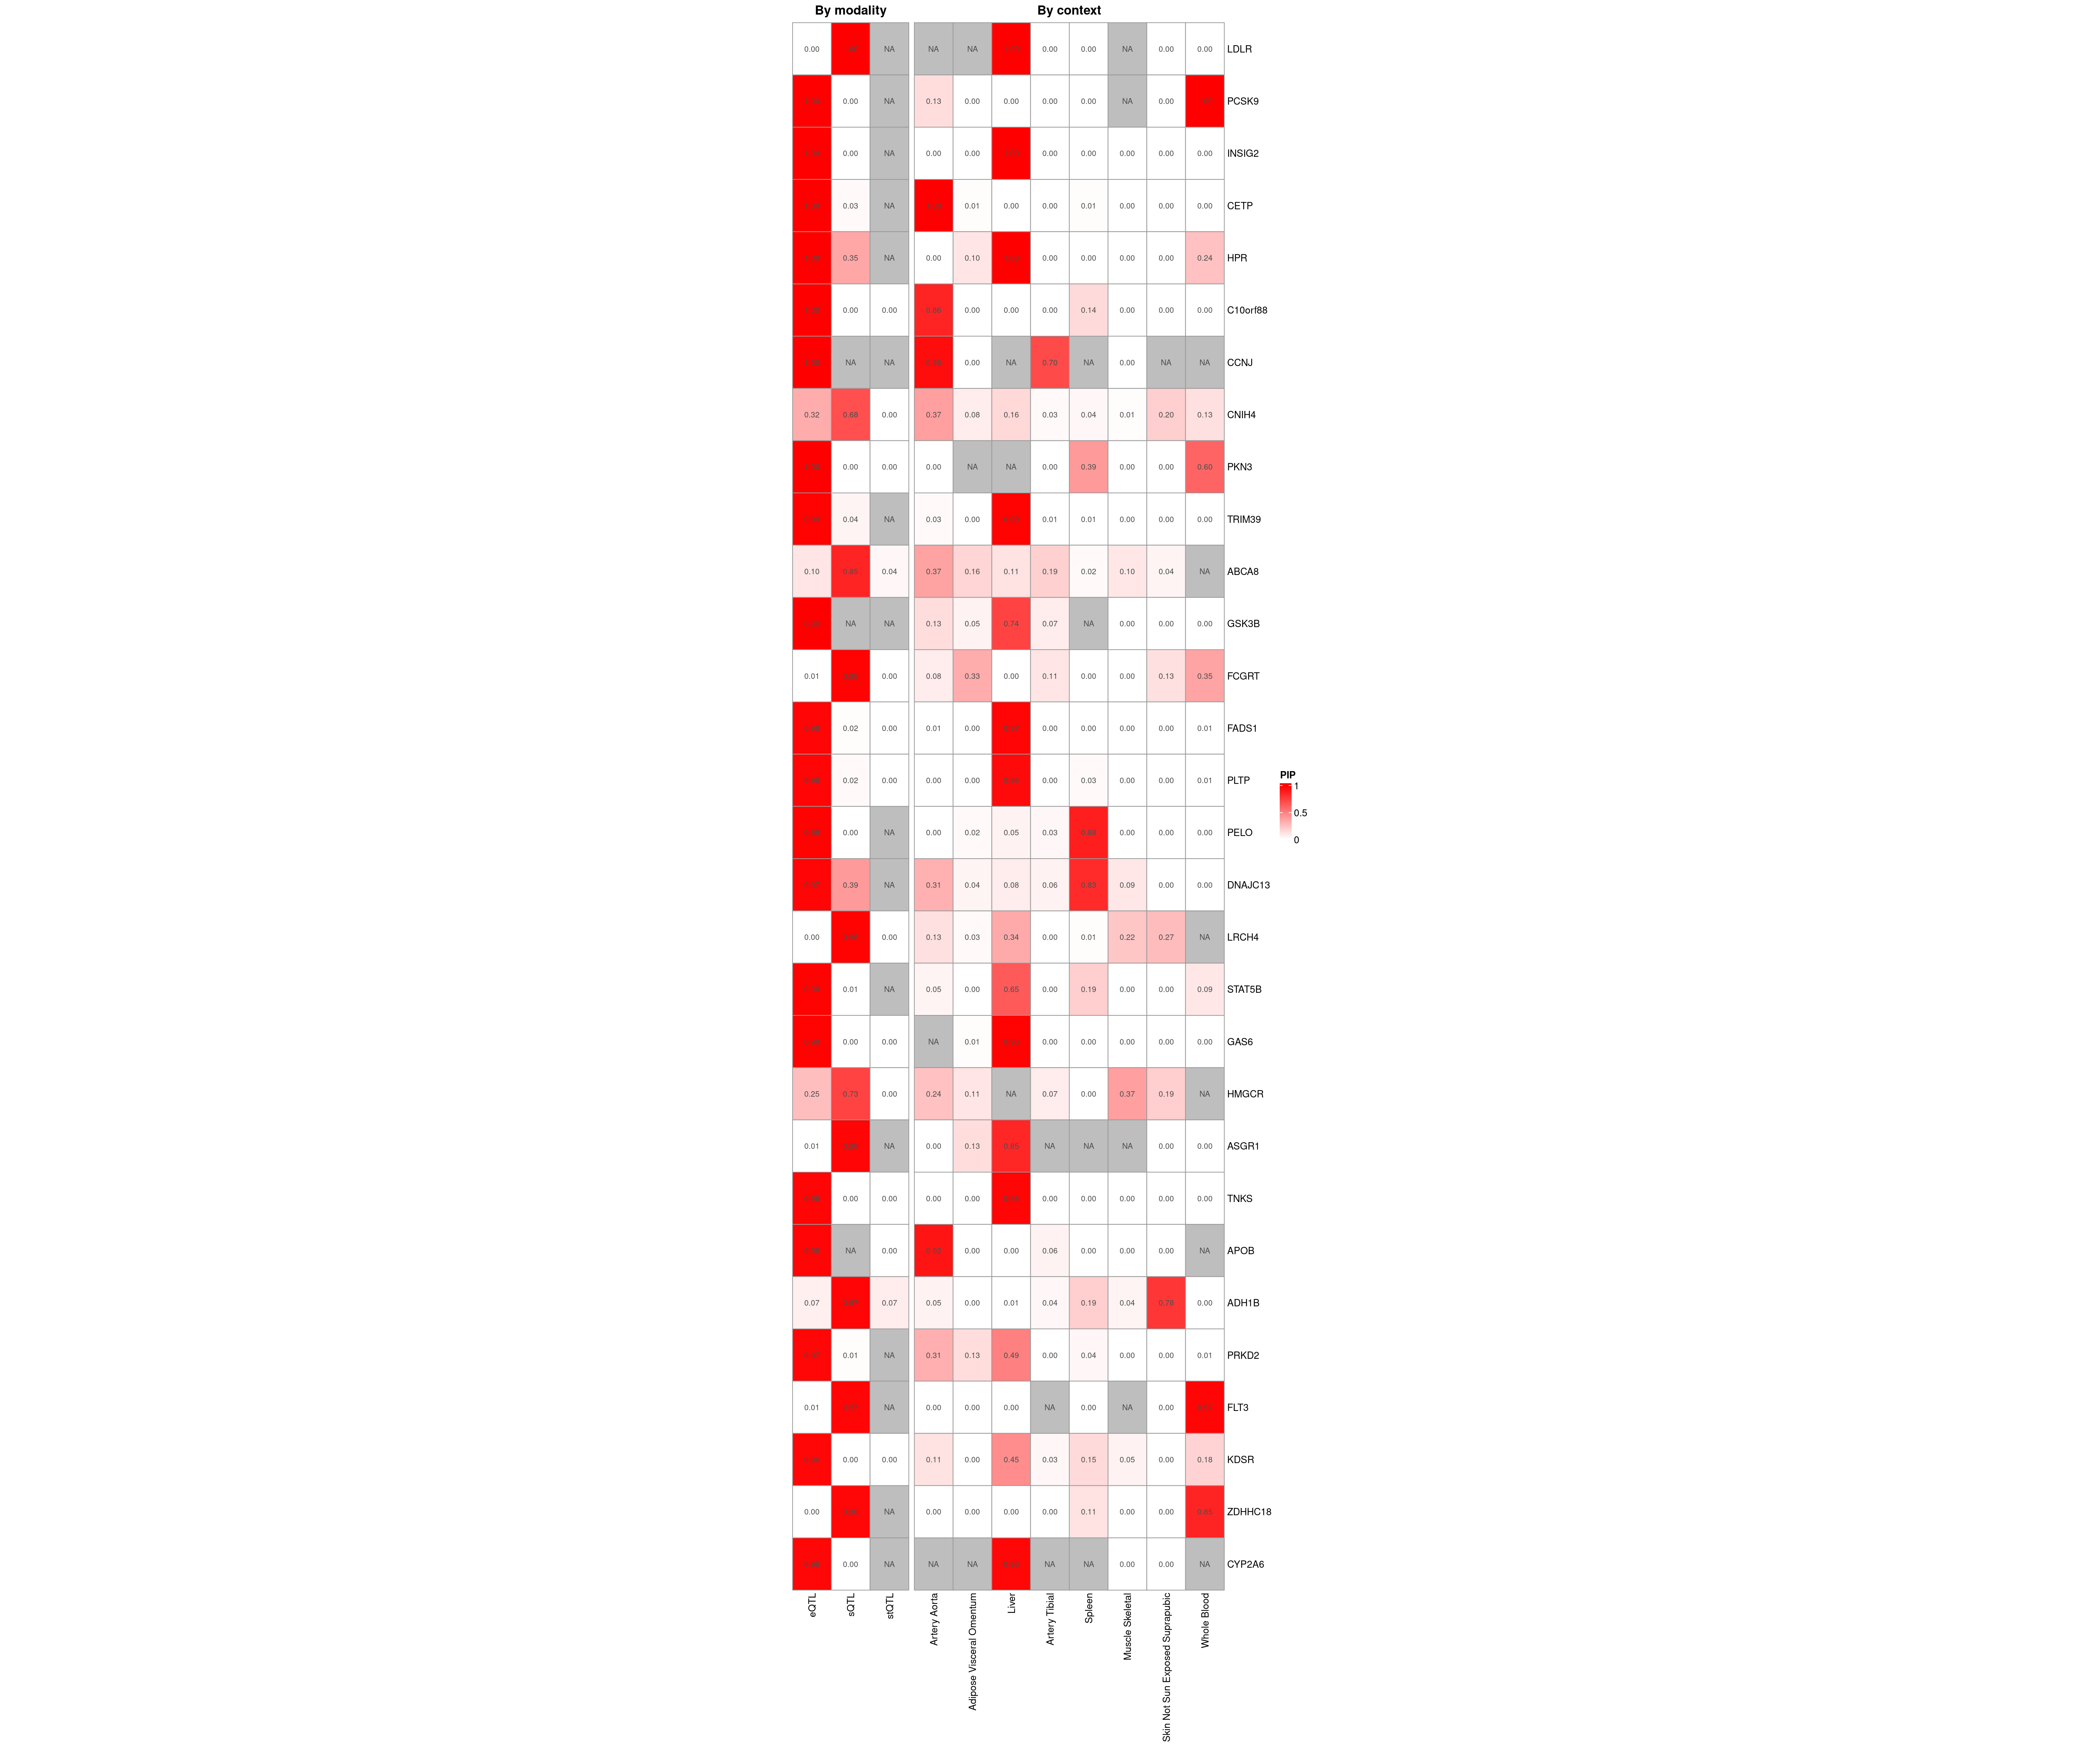 By modality By context
0.00 NA NA NA 0.00 0.00 NA 0.00 0.00 LDLR
0.00 NA 0.13 0.00 0.00 0.00 0.00 NA 0.00 PCSK9
0.00 NA 0.00 0.00 0.00 0.00 0.00 0.00 0.00 INSIG2
0.03 NA 0.01 0.00 0.00 0.01 0.00 0.00 0.00 CETP
0.35 NA 0.00 0.10 0.00 0.00 0.00 0.00 0.24 HPR
0.00 0.00 0.00 0.00 0.00 0.14 0.00 0.00 0.00 C10orf88
NA NA 0.00 NA 0.70 NA 0.00 NA NA CCNJ
0.32 0.68 0.00 0.37 0.08 0.16 0.03 0.04 0.01 0.20 0.13 CNIH4
0.00 0.00 0.00 NA NA 0.00 0.39 0.00 0.00 0.60 PKN3
0.04 NA 0.03 0.00 0.01 0.01 0.00 0.00 0.00 TRIM39
0.10 0.04 0.37 0.16 0.11 0.19 0.02 0.10 0.04 NA ABCA8
NA NA 0.13 0.05 0.74 0.07 NA 0.00 0.00 0.00 GSK3B
0.01 0.00 0.08 0.33 0.00 0.11 0.00 0.00 0.13 0.35 FCGRT
0.02 0.00 0.01 0.00 0.00 0.00 0.00 0.00 0.01 FADS1
0.02 0.00 0.00 0.00 0.00 0.03 0.00 0.00 0.01 PLTP
0.00 NA 0.00 0.02 0.05 0.03 0.00 0.00 0.00 PELO
0.39 NA 0.31 0.04 0.08 0.06 0.83 0.09 0.00 0.00 DNAJC13
0.00 0.00 0.13 0.03 0.34 0.00 0.01 0.22 0.27 NA LRCH4
0.01 NA 0.05 0.00 0.65 0.00 0.19 0.00 0.00 0.09 STAT5B
0.00 0.00 NA 0.01 0.00 0.00 0.00 0.00 0.00 GAS6
0.25 0.73 0.00 0.24 0.11 NA 0.07 0.00 0.37 0.19 NA HMGCR
0.01 NA 0.00 0.13 NA NA NA 0.00 0.00 ASGR1
0.00 0.00 0.00 0.00 0.00 0.00 0.00 0.00 0.00 TNKS
NA 0.00 0.00 0.00 0.06 0.00 0.00 0.00 NA APOB
0.07 0.07 0.05 0.00 0.01 0.04 0.19 0.04 0.78 0.00 ADH1B
0.01 NA 0.31 0.13 0.49 0.00 0.04 0.00 0.00 0.01 PRKD2
0.01 NA 0.00 0.00 0.00 NA 0.00 NA 0.00 FLT3
0.00 0.00 0.11 0.00 0.45 0.03 0.15 0.05 0.00 0.18 KDSR
0.00 NA 0.00 0.00 0.00 0.00 0.11 0.00 0.00 ZDHHC18
0.00 NA NA NA NA NA 0.00 0.00 NA CYP2A6
eQTL
sQTL
stQTL
Artery Aorta
Adipose Visceral Omentum
Liver
Artery Tibial
Spleen
Muscle Skeletal
Skin Not Sun Exposed Suprapubic
Whole Blood
PIP
1
0.5
0